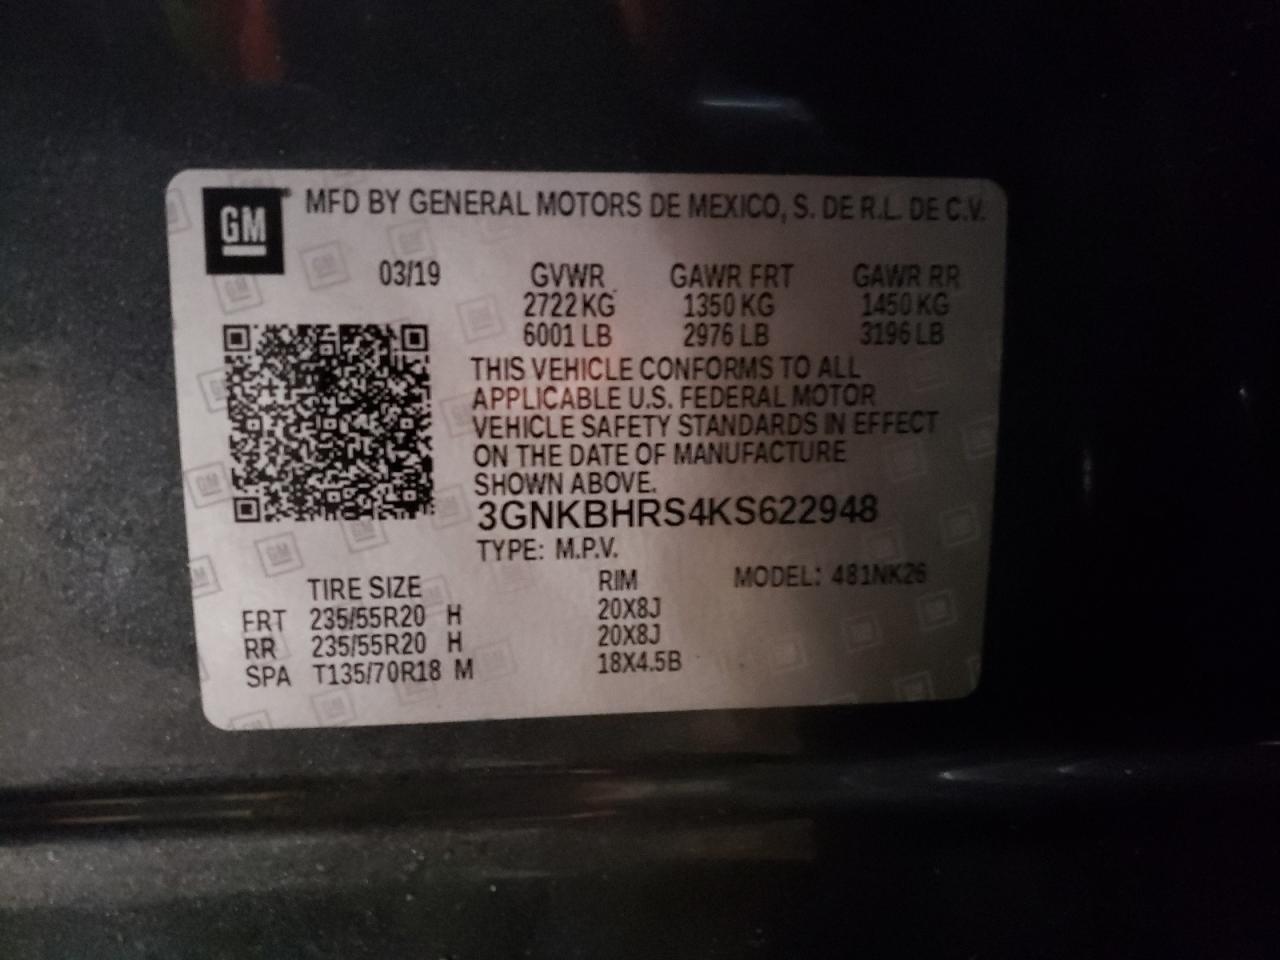 GM
® MFD BY GENERAL MOTORS DE MEXICO, S. DE R.L. DE C.V.
03/19 GVWR GAWR FRT GAWR RR
2722 KG 1350 KG 1450 KG
6001 LB 2976 LB 3196 LB
THIS VEHICLE CONFORMS TO ALL
APPLICABLE U.S. FEDERAL MOTOR
VEHICLE SAFETY STANDARDS IN EFFECT
ON THE DATE OF MANUFACTURE
SHOWN ABOVE.
3GNKBHRS4KS622948
TYPE: M.P.V.
TIRE SIZE RIM MODEL: 481NK26
FRT 235/55R20 H 20X8J
RR 235/55R20 H 20X8J
SPA T135/70R18 M 18X4.5B